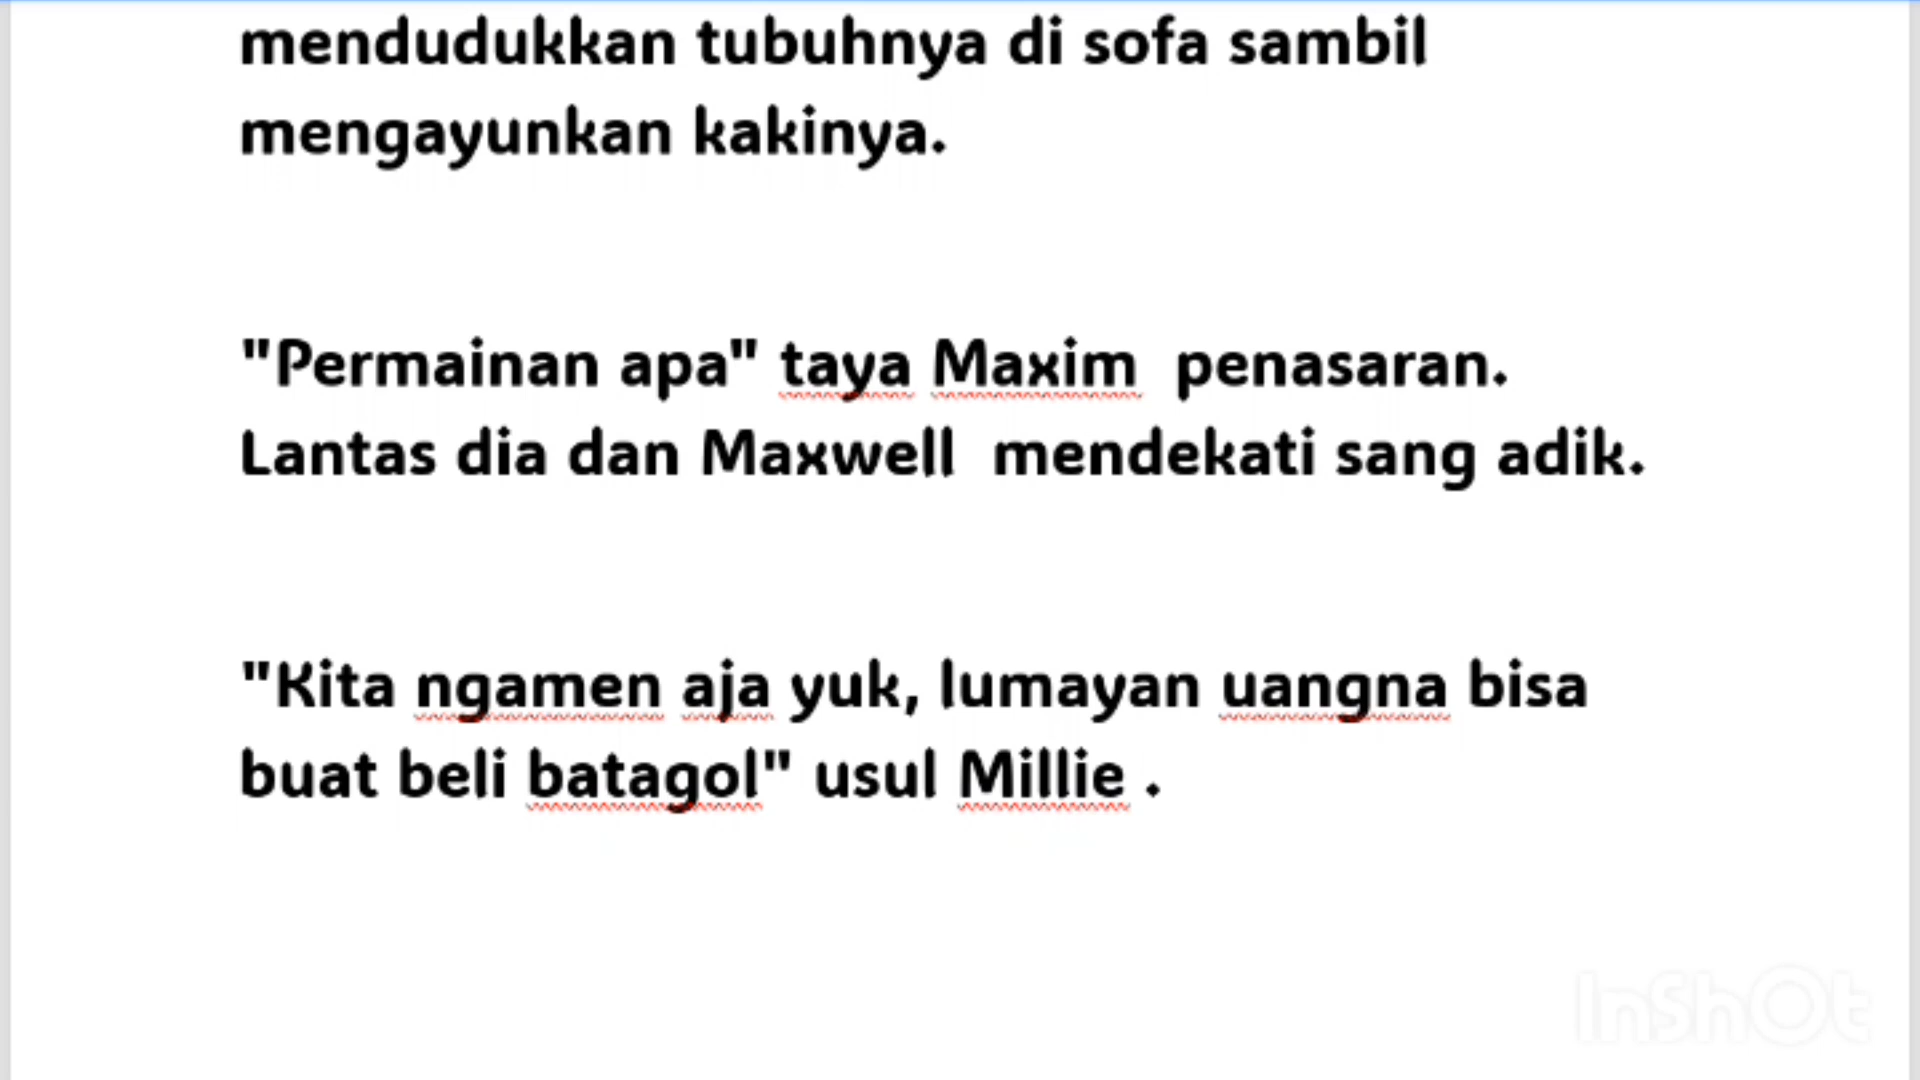 mendudukkan tubuhnya di sofa sambil
mengayunkan kakinya.
"Permainan apa" taya Maxim  penasaran.
Lantas dia dan Maxwell  mendekati sang adik.
"Kita ngamen aja yuk, lumayan uangna bisa
buat beli batagol" usul Millie .
InShOt